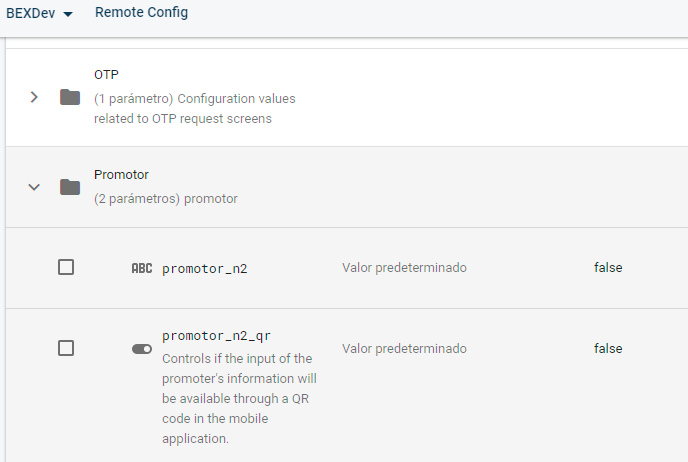 BEXDev Remote Config
OTP
(1 parámetro) Configuration values
related to OTP request screens
Promotor
(2 parámetros) promotor
ABC promotor_n2 Valor predeterminado false
promotor_n2_qr Valor predeterminado false
Controls if the input of the
promoter's information will
be available through a QR
code in the mobile
application.